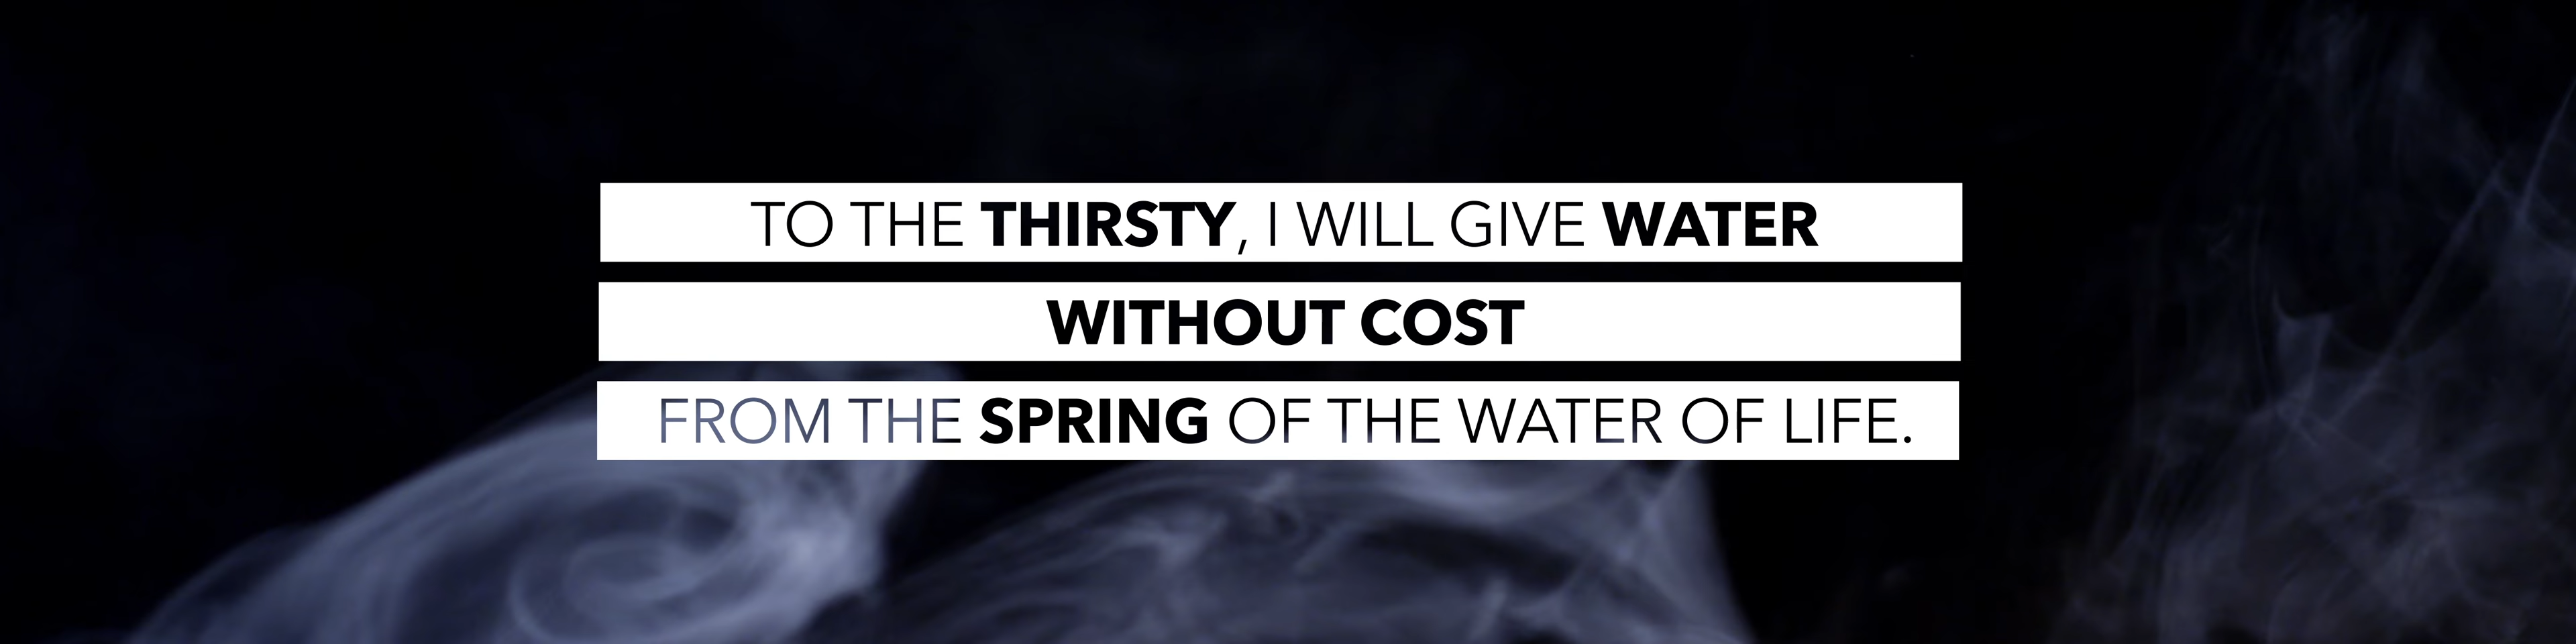 TO THE THIRSTY, I WILL GIVE WATER
WITHOUT COST
FROM THE SPRING OF THE WATER OF LIFE.